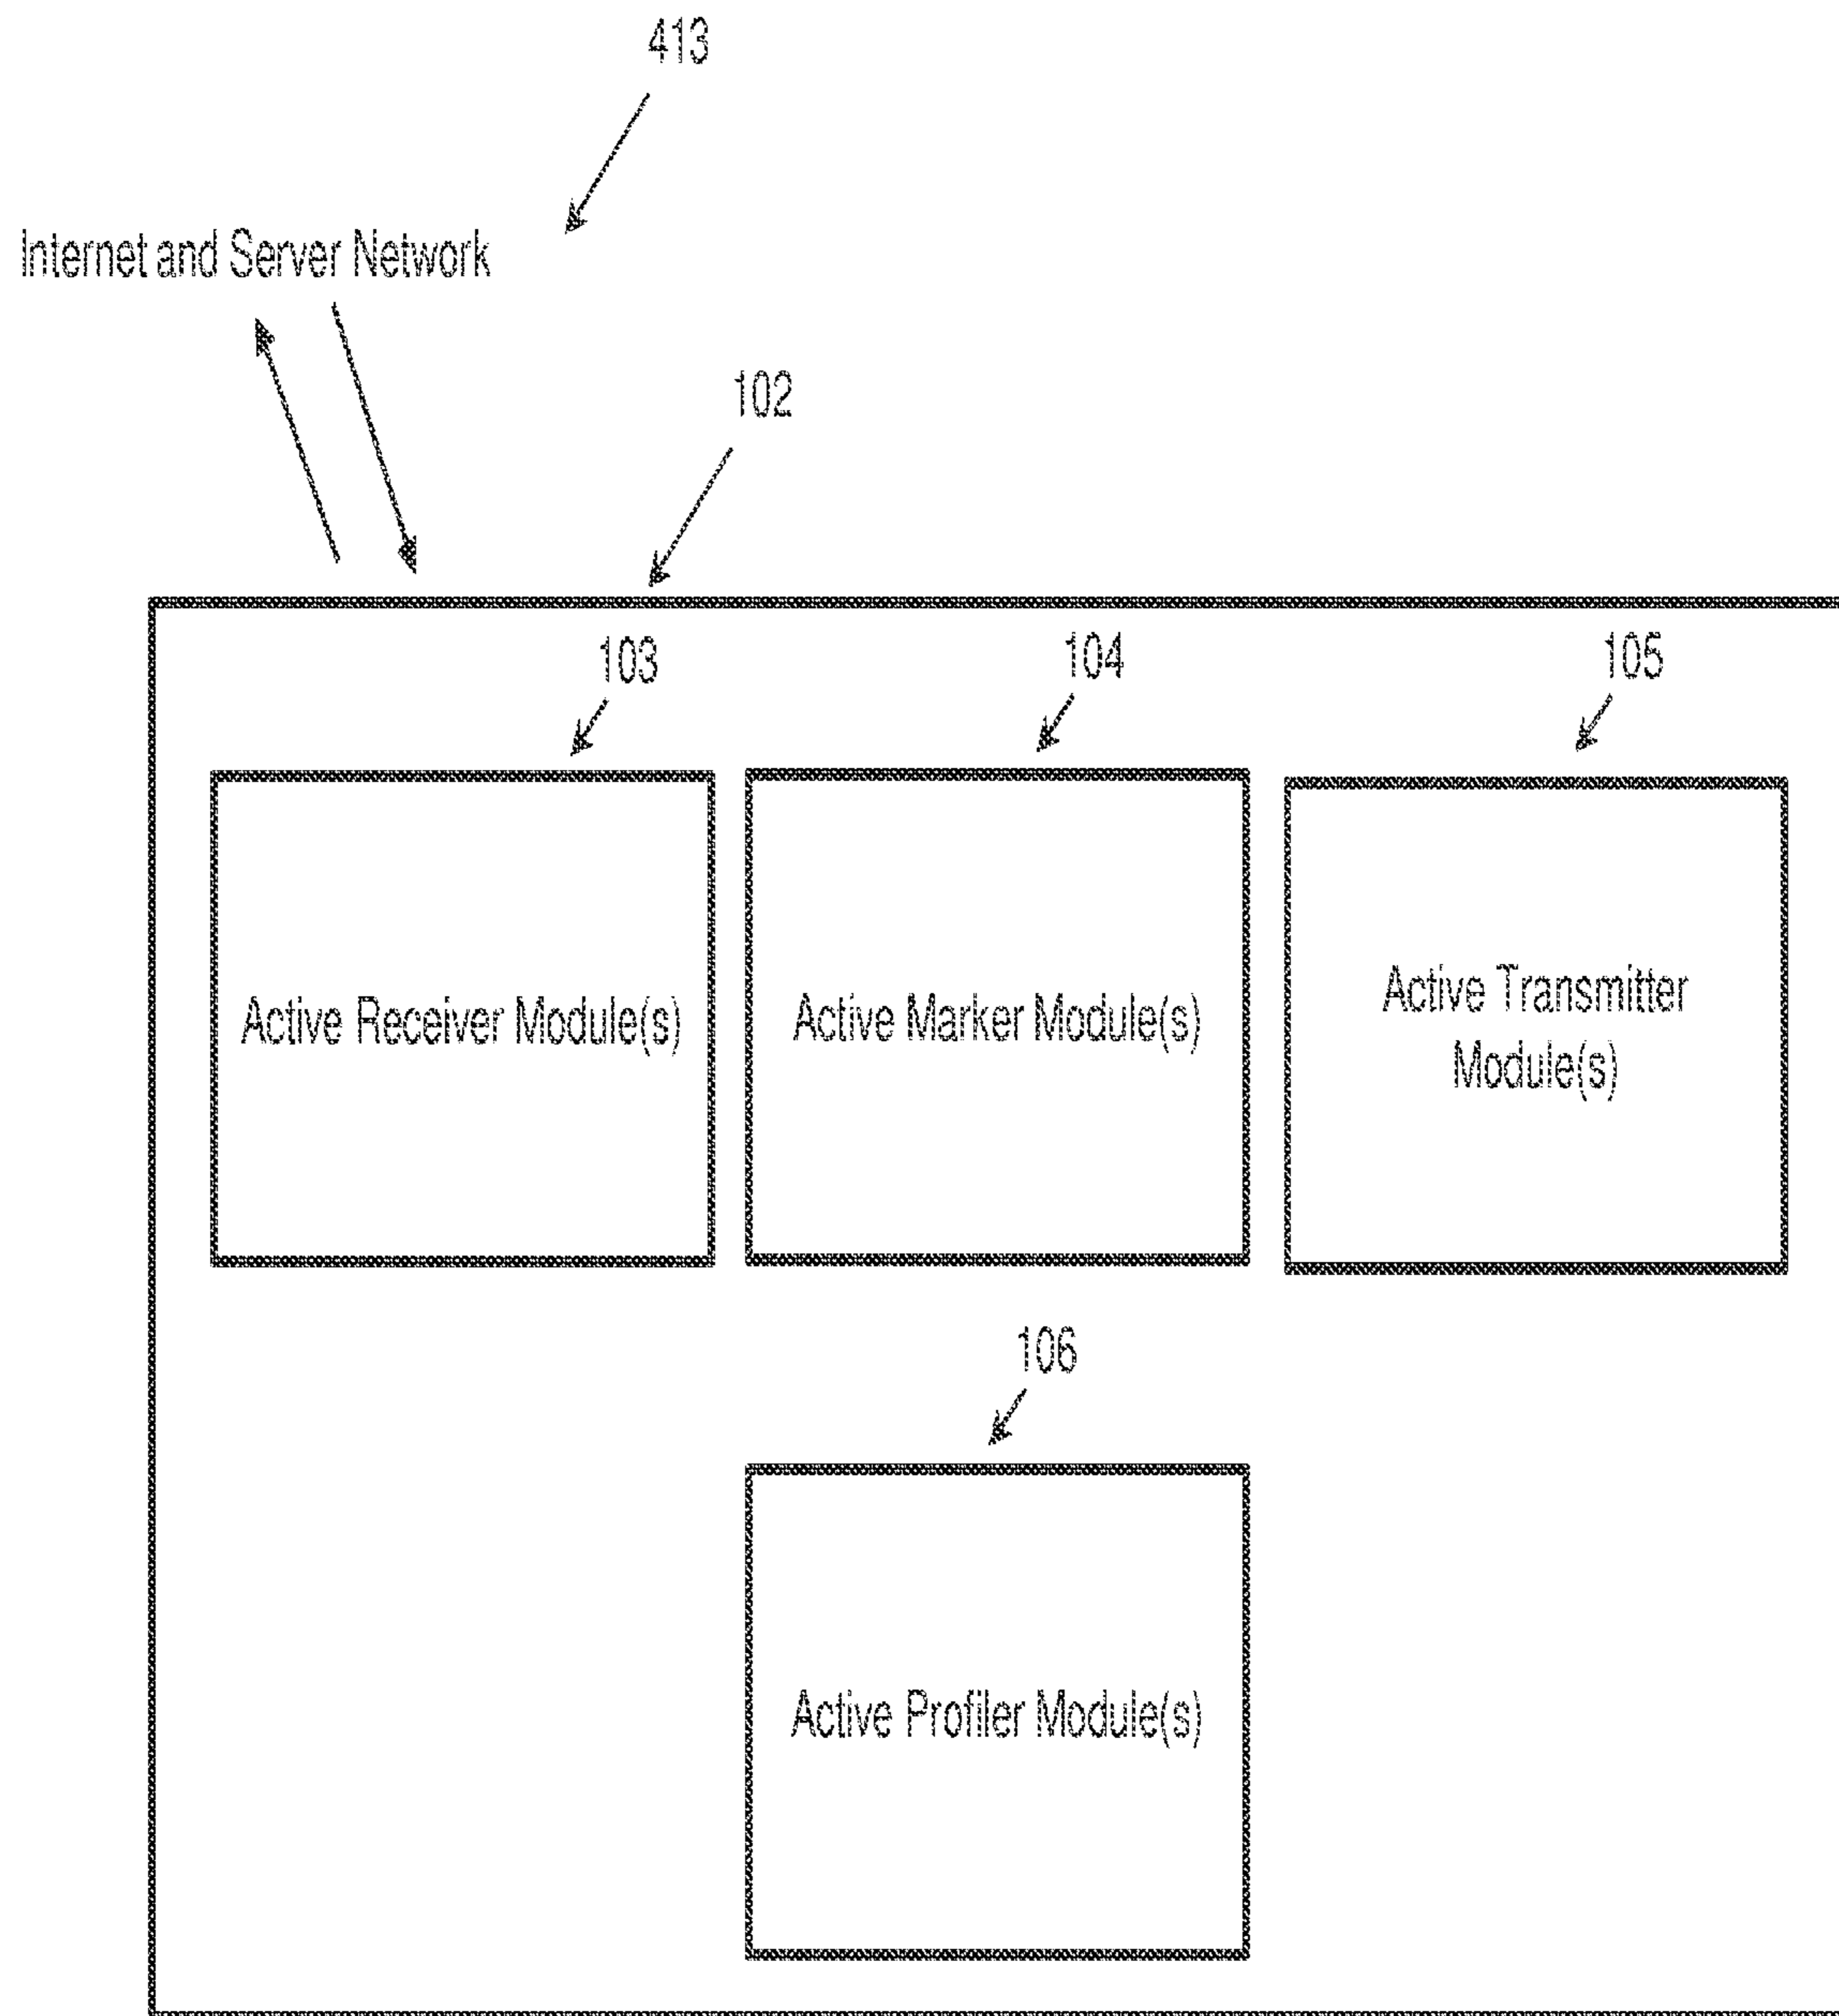 413
Internet and Server Network
102
103
104
105
Active Receiver Module(s)
Active Marker Module(s)
Active Transmitter
Module(s)
106
Active Profiler Module(s)